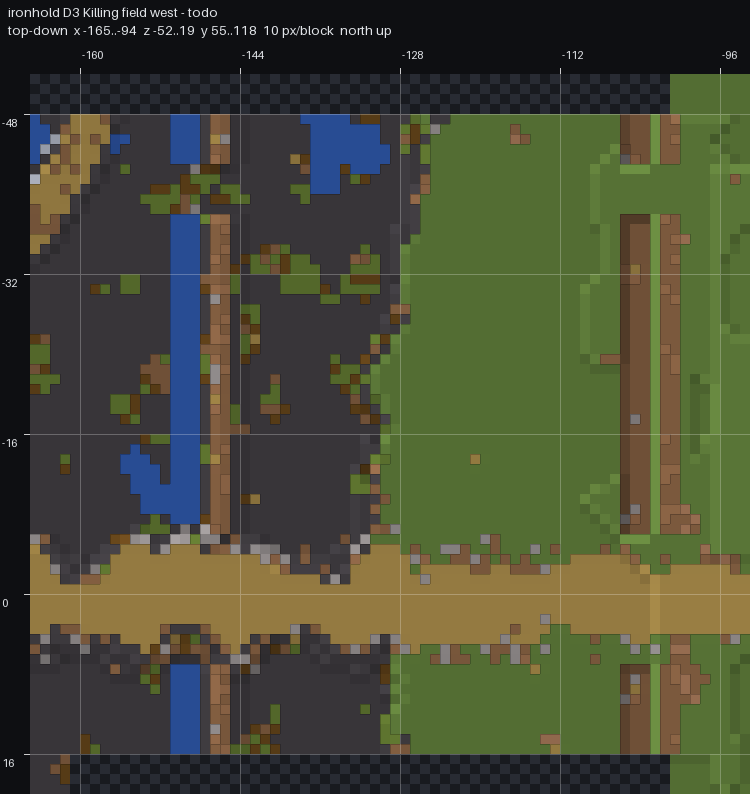 ironhold D3 Killing field west - todo
top-down x -165..-94 z -52..19 y 55..118 10 px/block north up
-160 -144 -128 -112 -96
-48
-32
-16
0
16